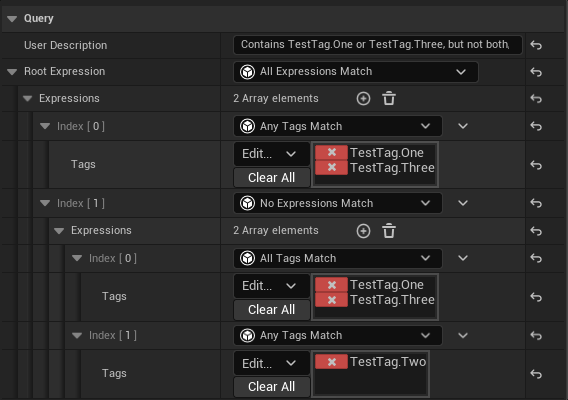 Query
User Description Contains TestTag.One or TestTag.Three, but not both,
Root Expression All Expressions Match
Expressions 2 Array elements
Index [ 0 ] Any Tags Match
Tags Edit... TestTag.One
Clear All TestTag.Three
Index [ 1 ] No Expressions Match
Expressions 2 Array elements
Index [ 0 ] All Tags Match
Tags Edit... TestTag.One
Clear All TestTag.Three
Index [ 1 ] Any Tags Match
Tags Edit... TestTag.Two
Clear All